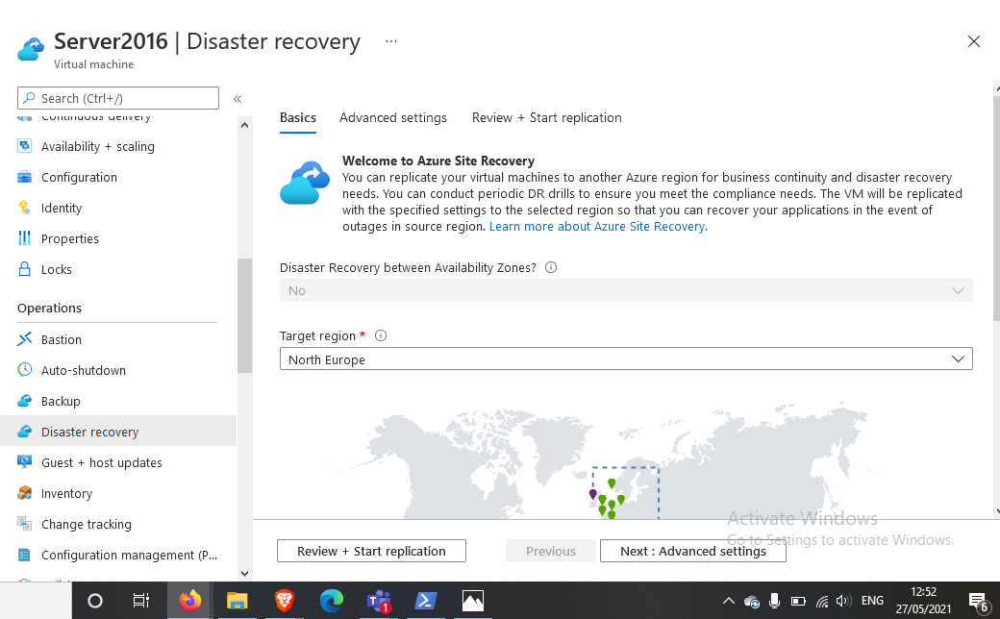 Server2016 | Disaster recovery ...
Virtual machine
Search (Ctrl+/)
«
Continuous delivery
Availability + scaling
Configuration
Identity
Properties
Locks
Operations
Bastion
Auto-shutdown
Backup
Disaster recovery
Guest + host updates
Inventory
Change tracking
Configuration management (P...
Basics Advanced settings Review + Start replication
Welcome to Azure Site Recovery
You can replicate your virtual machines to another Azure region for business continuity and disaster recovery
needs. You can conduct periodic DR drills to ensure you meet the compliance needs. The VM will be replicated
with the specified settings to the selected region so that you can recover your applications in the event of
outages in source region. Learn more about Azure Site Recovery.
Disaster Recovery between Availability Zones?
No
Target region *
North Europe
Review + Start replication Previous Next : Advanced settings
Activate Windows
Go to Settings to activate Windows.
1
ENG
12:52
27/05/2021
6